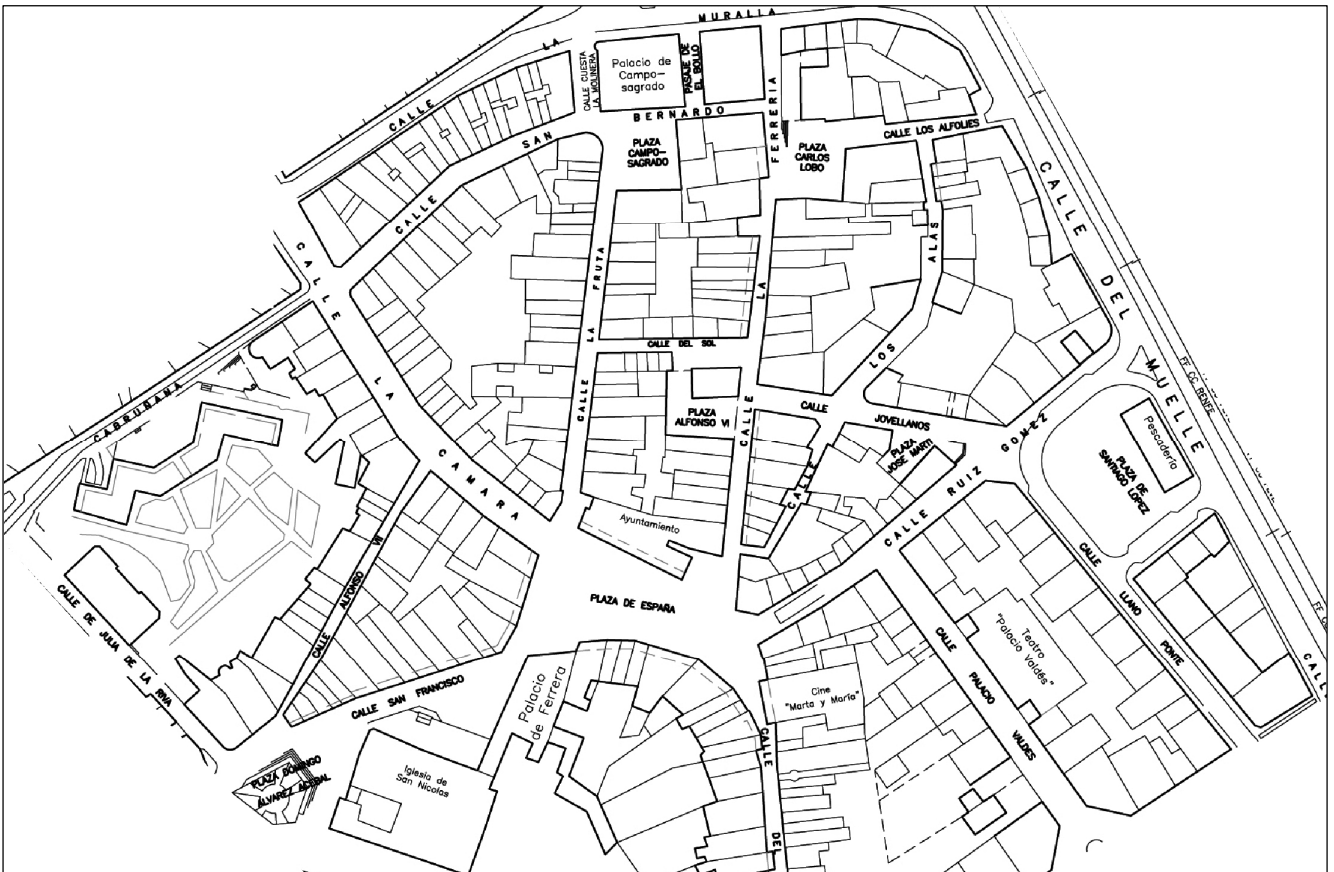 CALLE LA MURALLA
CALLE CUESTA
LA MOLINERA
Palacio de
Campo-
sagrado
PASAJE DE
EL BOLLO
CALLE SAN BERNARDO
PLAZA
CAMPO-
SAGRADO
CALLE LA FERRERIA
PLAZA
CARLOS
LOBO
CALLE LOS ALFOLIES
CALLE LOS ALAS
CALLE DEL MUELLE
FF CC RENFE
CALLE LA CAMARA
CALLE LA FRUTA
CALLE DEL SOL
PLAZA
ALFONSO VI
CALLE JOVELLANOS
PLAZA
JOSE MARTI
CALLE
CALLE RUIZ GOMEZ
Pescadería
PLAZA DE
SANTIAGO LOPEZ
CABRUÑANA
Ayuntamiento
PLAZA DE ESPAÑA
CALLE ALFONSO VII
CALLE DE JULIA DE LA RIVA
CALLE SAN FRANCISCO
PLAZA DOMINGO
ALVAREZ ACEBAL
Iglesia de
San Nicolas
Palacio
de Ferrera
Cine
"Marta y María"
CALLE DEL
CALLE PALACIO VALDES
Teatro
"Palacio Valdés"
CALLE LLANO PONTE